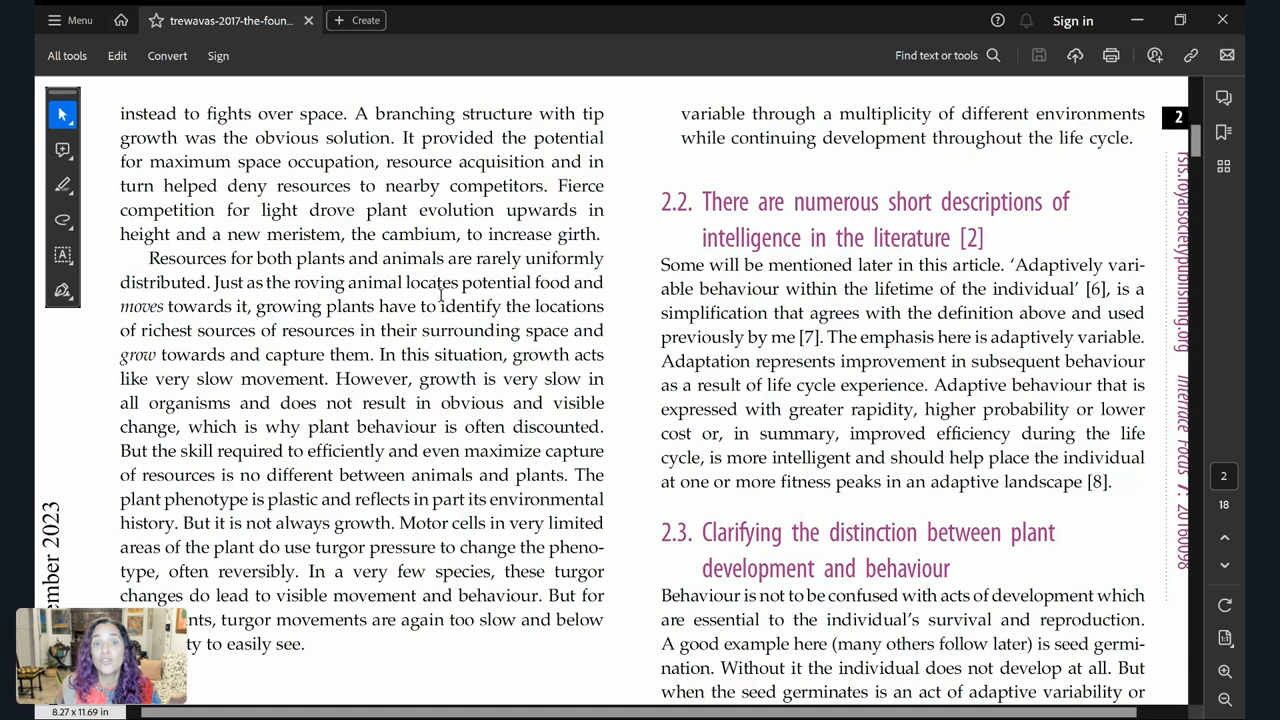 Menu
trewavas-2017-the-foun...
Create
Sign in
All tools
Edit
Convert
Sign
Find text or tools
instead to fights over space. A branching structure with tip
growth was the obvious solution. It provided the potential
for maximum space occupation, resource acquisition and in
turn helped deny resources to nearby competitors. Fierce
competition for light drove plant evolution upwards in
height and a new meristem, the cambium, to increase girth.
Resources for both plants and animals are rarely uniformly
distributed. Just as the roving animal locates potential food and
moves towards it, growing plants have to identify the locations
of richest sources of resources in their surrounding space and
grow towards and capture them. In this situation, growth acts
like very slow movement. However, growth is very slow in
all organisms and does not result in obvious and visible
change, which is why plant behaviour is often discounted.
But the skill required to efficiently and even maximize capture
of resources is no different between animals and plants. The
plant phenotype is plastic and reflects in part its environmental
history. But it is not always growth. Motor cells in very limited
areas of the plant do use turgor pressure to change the pheno-
type, often reversibly. In a very few species, these turgor
changes do lead to visible movement and behaviour. But for
nts, turgor movements are again too slow and below
ty to easily see.
variable through a multiplicity of different environments
while continuing development throughout the life cycle.
2.2. There are numerous short descriptions of
intelligence in the literature [2]
Some will be mentioned later in this article. ‘Adaptively vari-
able behaviour within the lifetime of the individual’ [6], is a
simplification that agrees with the definition above and used
previously by me [7]. The emphasis here is adaptively variable.
Adaptation represents improvement in subsequent behaviour
as a result of life cycle experience. Adaptive behaviour that is
expressed with greater rapidity, higher probability or lower
cost or, in summary, improved efficiency during the life
cycle, is more intelligent and should help place the individual
at one or more fitness peaks in an adaptive landscape [8].
2.3. Clarifying the distinction between plant
development and behaviour
Behaviour is not to be confused with acts of development which
are essential to the individual’s survival and reproduction.
A good example here (many others follow later) is seed germi-
nation. Without it the individual does not develop at all. But
when the seed germinates is an act of adaptive variability or
2
rsfs.royalsocietypublishing.org
Interface Focus 7: 20160098
ember 2023
2
18
8.27 x 11.69 in